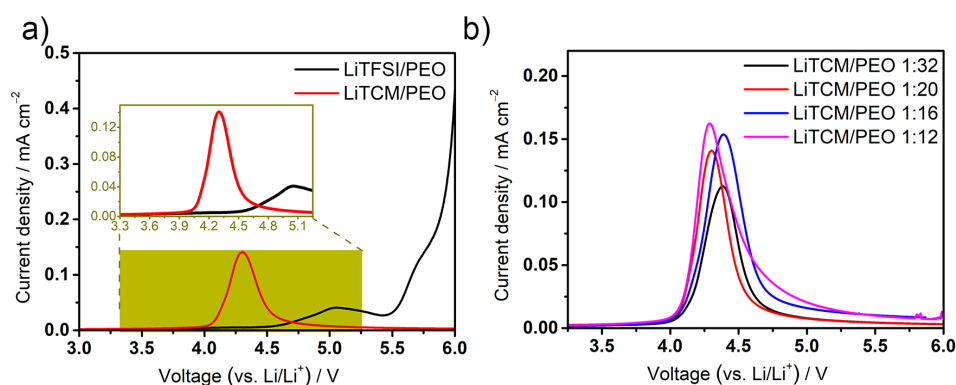 a)
LiTFSI/PEO
LiTCM/PEO
Current density / mA cm⁻²
0.5
0.4
0.3
0.2
0.1
0.0
0.12
0.08
0.04
0.00
3.3 3.6 3.9 4.2 4.5 4.8 5.1
3.0 3.5 4.0 4.5 5.0 5.5 6.0
Voltage (vs. Li/Li⁺) / V
b)
LiTCM/PEO 1:32
LiTCM/PEO 1:20
LiTCM/PEO 1:16
LiTCM/PEO 1:12
Current density / mA cm⁻²
0.20
0.15
0.10
0.05
0.00
3.5 4.0 4.5 5.0 5.5 6.0
Voltage (vs. Li/Li⁺) / V